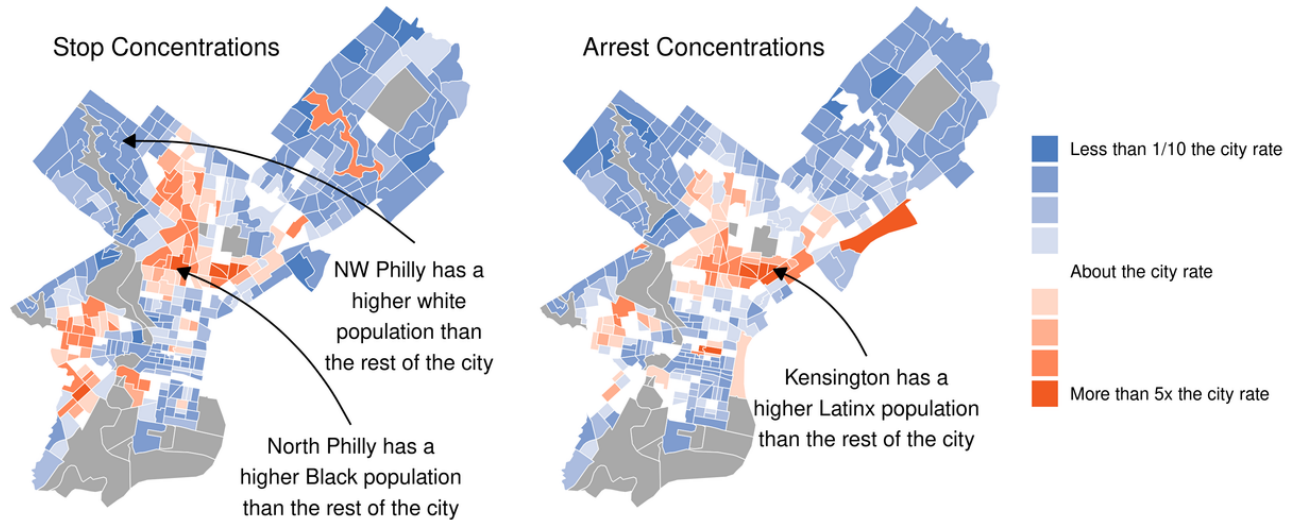 Stop Concentrations
NW Philly has a
higher white
population than
the rest of the city
North Philly has a
higher Black population
than the rest of the city
Arrest Concentrations
Kensington has a
higher Latinx population
than the rest of the city
Less than 1/10 the city rate
About the city rate
More than 5x the city rate